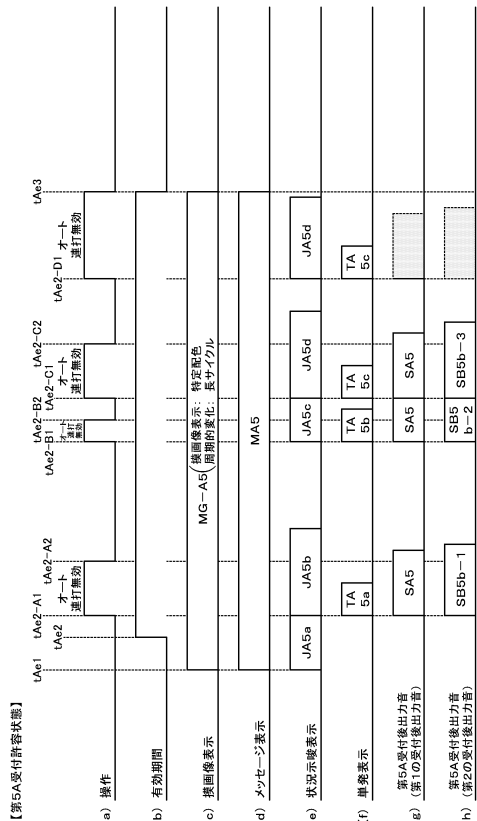 【第5A受付許容状態】
tAe1
tAe2
tAe2-A1
tAe2-A2
tAe2-B1
tAe2-B2
tAe2-C1
tAe2-C2
tAe2-D1
tAe3
a) 操作
オート
連打無効
オート
連打
無効
オート
連打無効
オート
連打無効
b) 有効期間
c) 摸画像表示
MG-A5(摸画像表示: 特定配色
周期的変化: 長サイクル
d) メッセージ表示
MA5
e) 状況示唆表示
JA5a
JA5b
JA5c
JA5d
JA5d
(f) 単発表示
TA
5a
TA
5b
TA
5c
TA
5c
g) 第5A受付後出力音
(第1の受付後出力音)
SA5
SA5
SA5
h) 第5A受付後出力音
(第2の受付後出力音)
SB5b-1
SB5
b-2
SB5b-3